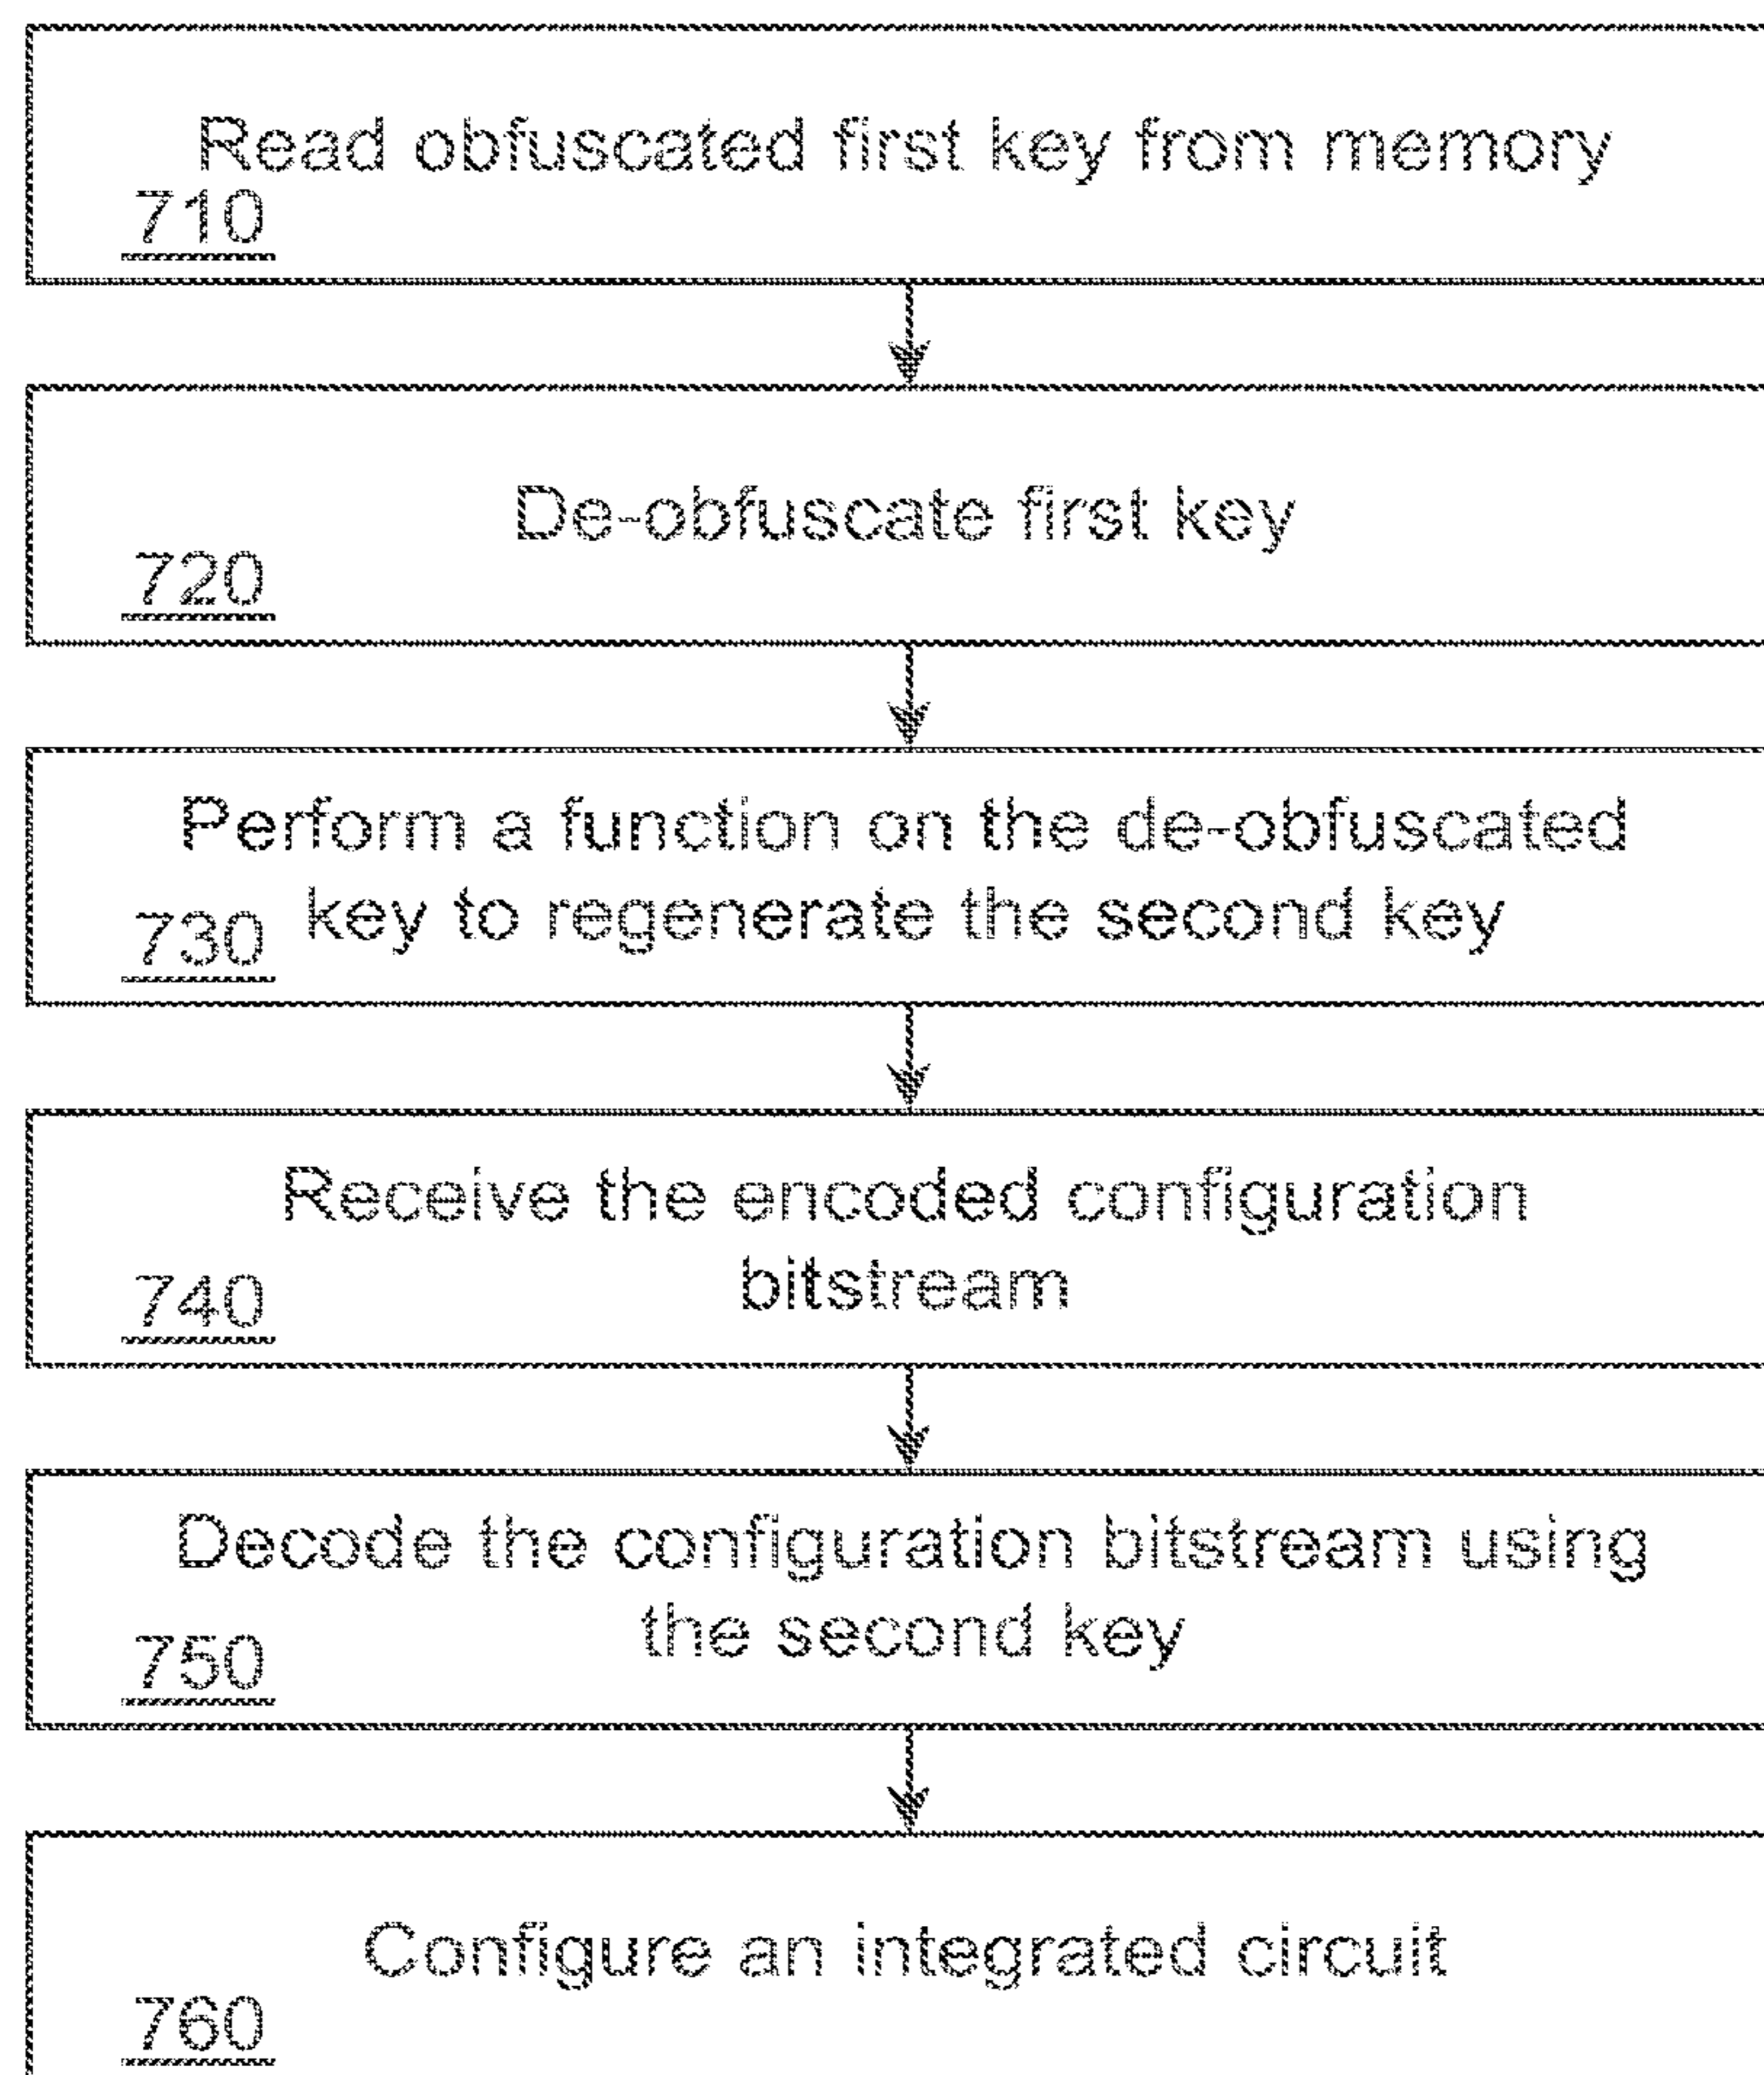 Read obfuscated first key from memory
710
De-obfuscate first key
720
Perform a function on the de-obfuscated
key to regenerate the second key
730
Receive the encoded configuration
bitstream
740
Decode the configuration bitstream using
the second key
750
Configure an integrated circuit
760